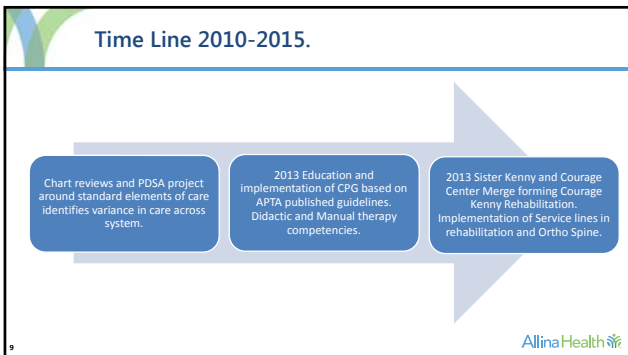 Time Line 2010-2015.
Chart reviews and PDSA project
around standard elements of care
identifies variance in care across
system.
2013 Education and
implementation of CPG based on
APTA published guidelines.
Didactic and Manual therapy
competencies.
2013 Sister Kenny and Courage
Center Merge forming Courage
Kenny Rehabilitation.
Implementation of Service lines in
rehabilitation and Ortho Spine.
9
Allina Health